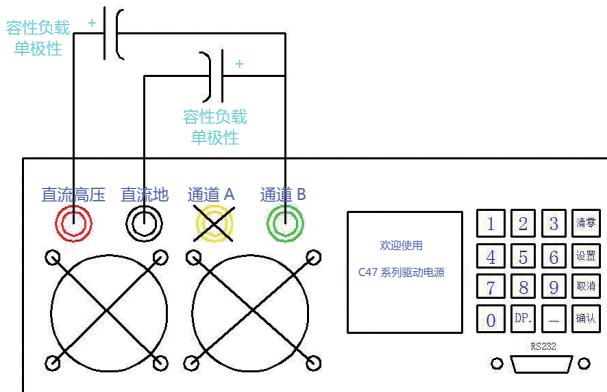 +
容性负载
单极性
+
容性负载
单极性
直流高压 直流地 通道 A 通道 B
欢迎使用
C47 系列驱动电源
1 2 3 清零
4 5 6 设置
7 8 9 取消
0 DP. － 确认
RS232